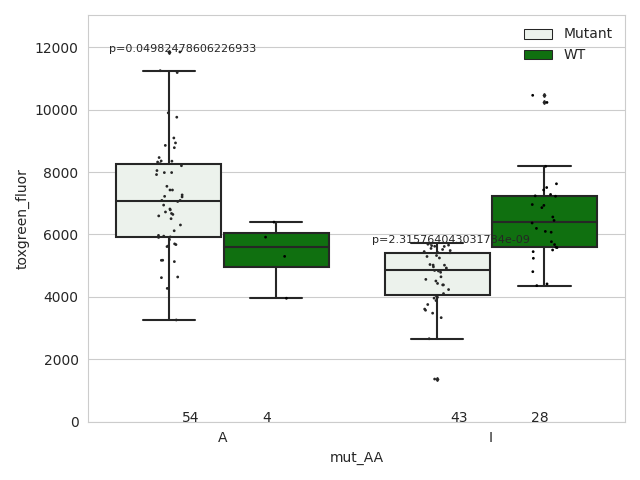 p=0.04982478606226933
Mutant
WT
p=2.315764043031734e-09
12000
10000
8000
6000
4000
2000
0
toxgreen_fluor
54 4 43 28
A I
mut_AA